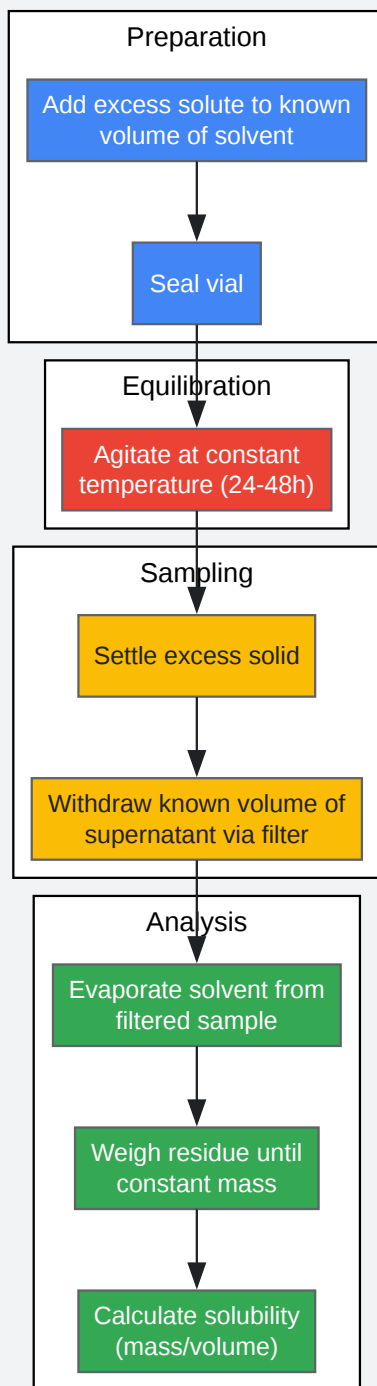 Preparation
Add excess solute to known
volume of solvent
Seal vial
Equilibration
Agitate at constant
temperature (24-48h)
Sampling
Settle excess solid
Withdraw known volume of
supernatant via filter
Analysis
Evaporate solvent from
filtered sample
Weigh residue until
constant mass
Calculate solubility
(mass/volume)